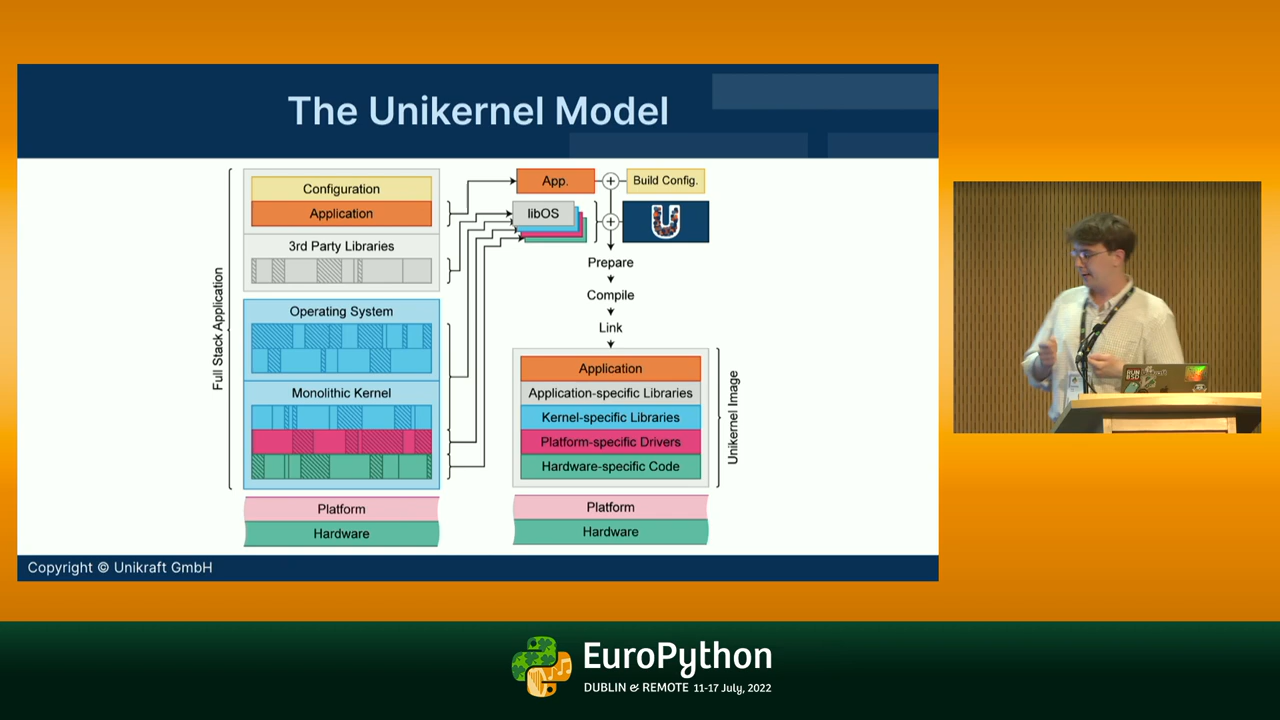 The Unikernel Model
Full Stack Application
Configuration
Application
3rd Party Libraries
Operating System
Monolithic Kernel
Platform
Hardware
App.
Build Config.
libOS
U
Prepare
Compile
Link
Application
Application-specific Libraries
Kernel-specific Libraries
Platform-specific Drivers
Hardware-specific Code
Unikernel Image
Platform
Hardware
Copyright © Unikraft GmbH
RUN
BSD
EuroPython
DUBLIN & REMOTE 11-17 July, 2022